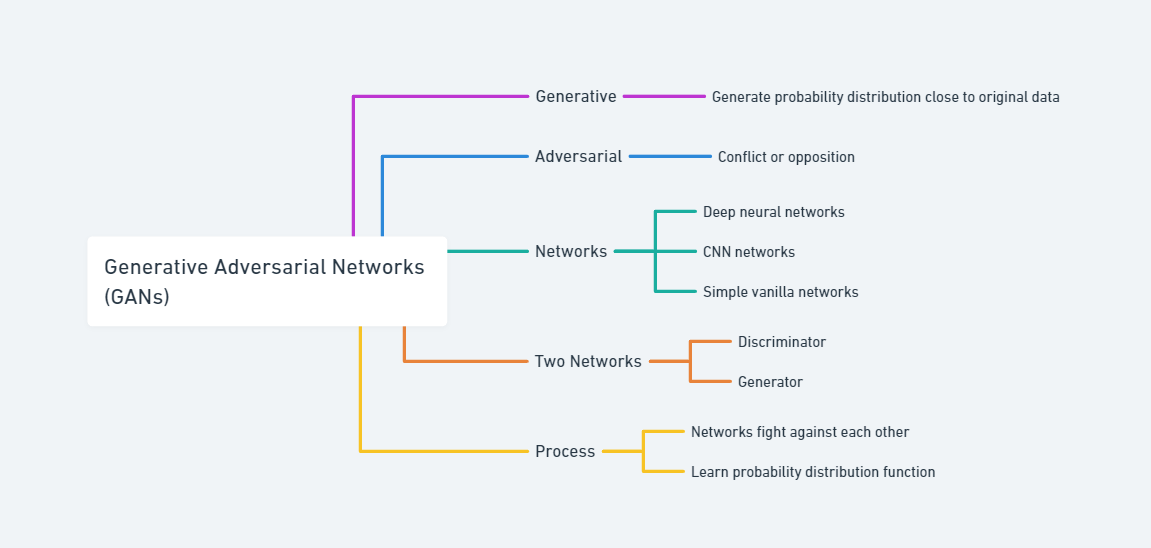 Generative Adversarial Networks
(GANs)
Generative
Generate probability distribution close to original data
Adversarial
Conflict or opposition
Networks
Deep neural networks
CNN networks
Simple vanilla networks
Two Networks
Discriminator
Generator
Process
Networks fight against each other
Learn probability distribution function